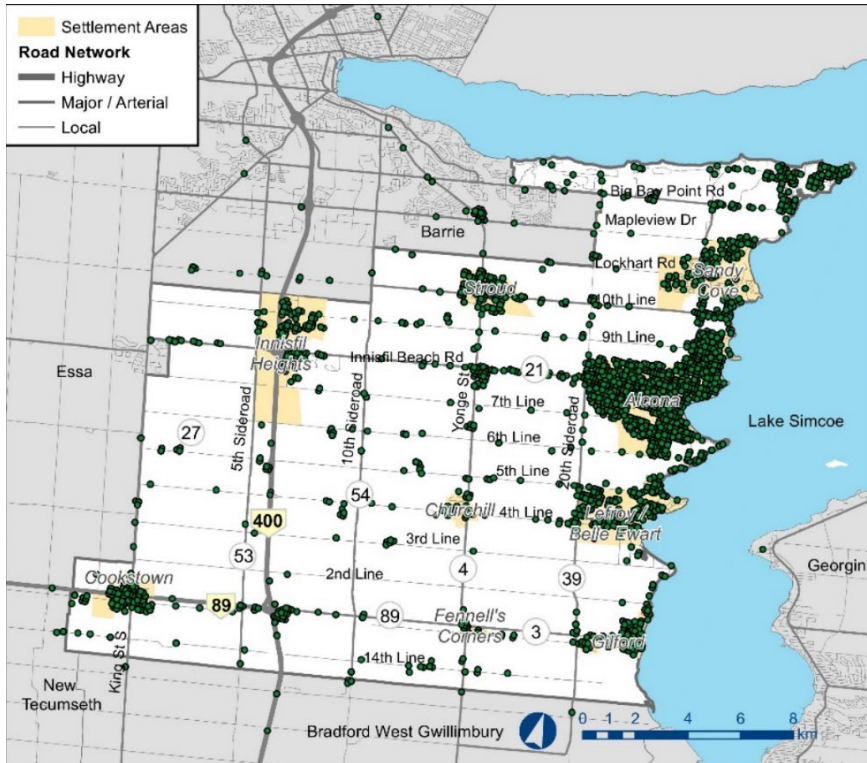 Settlement Areas
Road Network
Highway
Major / Arterial
Local
Big Bay Point Rd
Mapleview Dr
Barrie
Lockhart Rd
Sandy
Cove
Stroud
10th Line
9th Line
Innisfil
Heights
Innisfil Beach Rd
21
Essa
Alcona
7th Line
Yonge St
Lake Simcoe
5th Sideroad
10th Sideroad
20th Sideroad
27
6th Line
5th Line
54
Churchill
4th Line
Lefroy /
Belle Ewart
400
3rd Line
53
4
39
Georgin
Cookstown
2nd Line
89
89
Fennell's
Corners
3
Gilford
14th Line
King St S
New
Tecumseth
Bradford West Gwillimbury
0 2 4 6 8
km